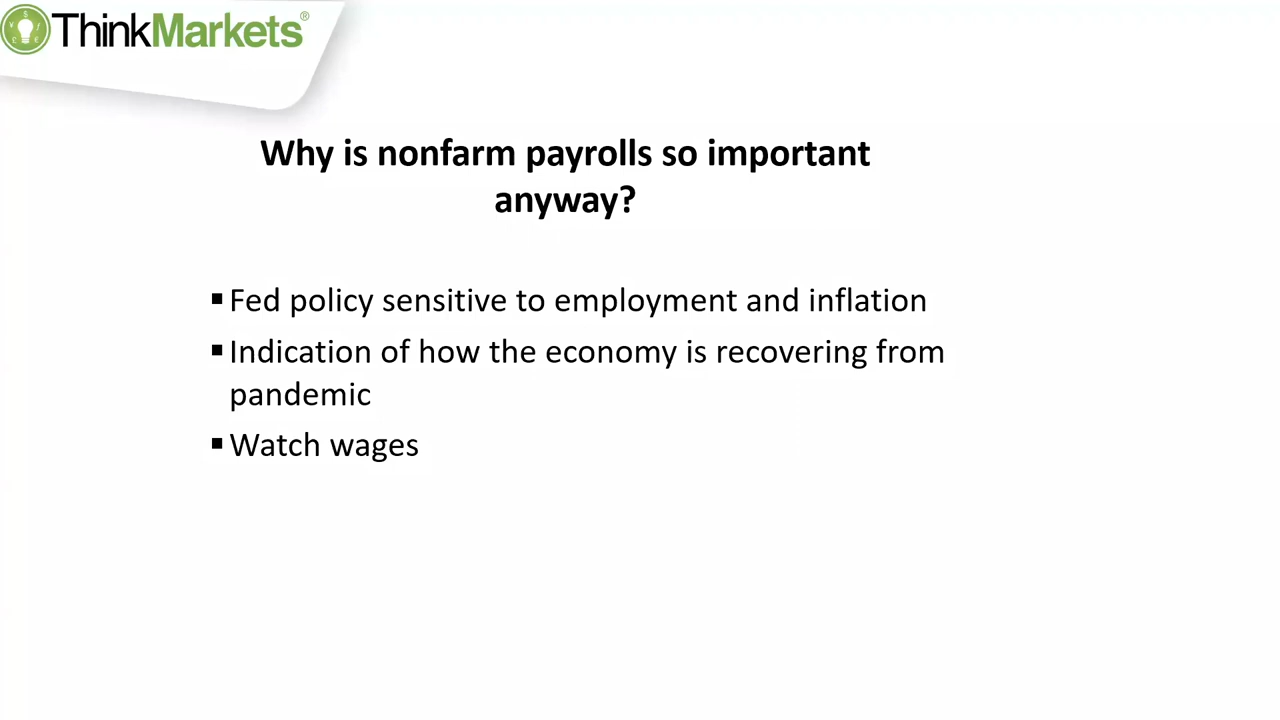 ThinkMarkets®
Why is nonfarm payrolls so important
anyway?
▪Fed policy sensitive to employment and inflation
▪Indication of how the economy is recovering from
pandemic
▪Watch wages